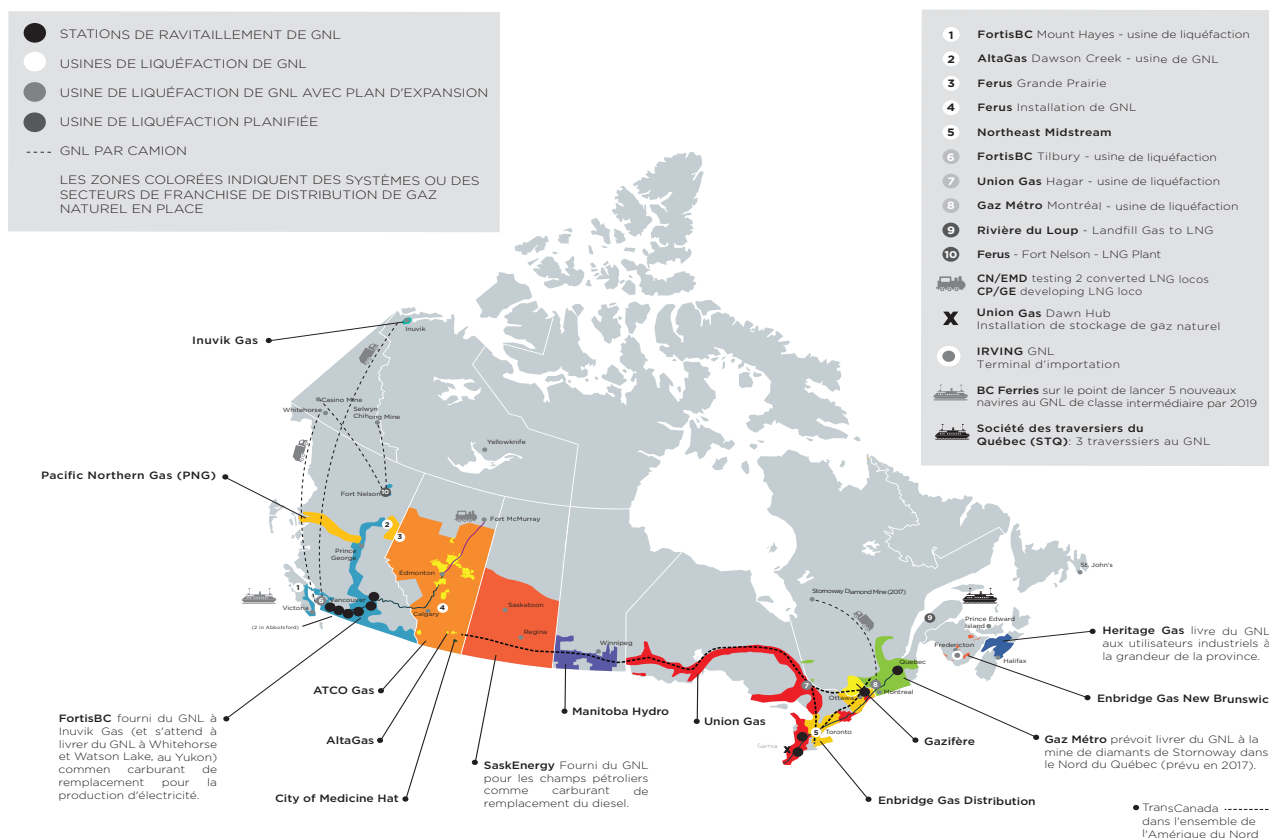 STATIONS DE RAVITAILLEMENT DE GNL
USINES DE LIQUÉFACTION DE GNL
USINE DE LIQUÉFACTION DE GNL AVEC PLAN D'EXPANSION
USINE DE LIQUÉFACTION PLANIFIÉE
GNL PAR CAMION
LES ZONES COLORÉES INDIQUENT DES SYSTÈMES OU DES
SECTEURS DE FRANCHISE DE DISTRIBUTION DE GAZ
NATUREL EN PLACE
1 FortisBC Mount Hayes - usine de liquéfaction
2 AltaGas Dawson Creek - usine de GNL
3 Ferus Grande Prairie
4 Ferus Installation de GNL
5 Northeast Midstream
6 FortisBC Tilbury - usine de liquéfaction
7 Union Gas Hagar - usine de liquéfaction
8 Gaz Métro Montréal - usine de liquéfaction
9 Rivière du Loup - Landfill Gas to LNG
10 Ferus - Fort Nelson - LNG Plant
CN/EMD testing 2 converted LNG locos
CP/GE developing LNG loco
X Union Gas Dawn Hub
Installation de stockage de gaz naturel
IRVING GNL
Terminal d'importation
BC Ferries sur le point de lancer 5 nouveaux
navires au GNL de classe intermédiaire par 2019
Société des traversiers du
Québec (STQ): 3 traverssiers au GNL
Inuvik Gas
Inuvik
Casino Mine
Whitehorse
Selwyn
Chihong Mine
Yellowknife
Pacific Northern Gas (PNG)
Fort Nelson
10
Fort McMurray
2
3
Prince
George
Edmonton
1
6
Vancouver
Victoria
4
Calgary
(2 in Abbotsford)
Saskatoon
Regina
Winnipeg
Stornoway Diamond Mine (2017)
St. John's
9
Prince Edward
Island
Fredericton
Halifax
Quebec
7
8
Montreal
Ottawa
5
Toronto
Sarnia
X
Heritage Gas livre du GNL
aux utilisateurs industriels à
la grandeur de la province.
Enbridge Gas New Brunswic
ATCO Gas
Manitoba Hydro
Union Gas
AltaGas
Gazifère
FortisBC fourni du GNL à
Inuvik Gas (et s'attend à
livrer du GNL à Whitehorse
et Watson Lake, au Yukon)
commen carburant de
remplacement pour la
production d'électricité.
Gaz Métro prévoit livrer du GNL à la
mine de diamants de Stornoway dans
le Nord du Québec (prévu en 2017).
SaskEnergy Fourni du GNL
pour les champs pétroliers
comme carburant de
remplacement du diesel.
City of Medicine Hat
Enbridge Gas Distribution
TransCanada
dans l'ensemble de
l'Amérique du Nord